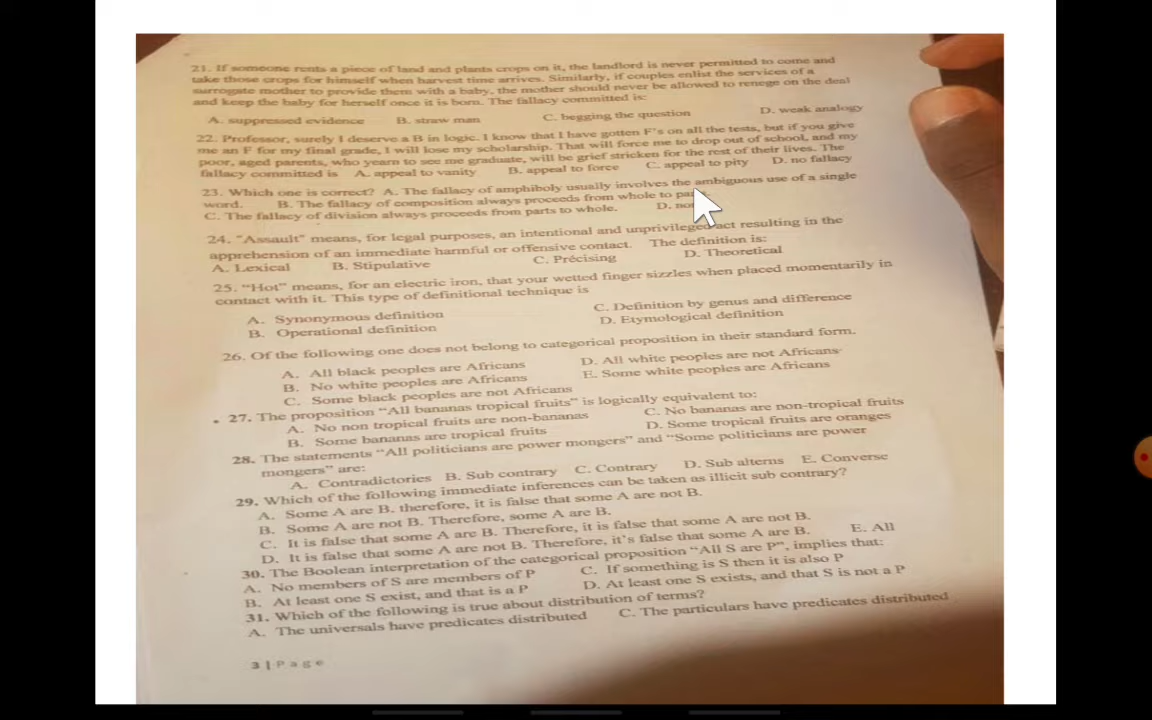 21. If someone rents a piece of land and plants crops on it, the landlord is never permitted to come and
take those crops for himself when harvest time arrives. Similarly, if couples enlist the services of a
surrogate mother to provide them with a baby, the mother should never be allowed to renege on the deal
and keep the baby for herself once it is born. The fallacy committed is:
A. suppressed evidence B. straw man C. begging the question D. weak analogy
22. Professor, surely I deserve a B in logic. I know that I have gotten F's on all the tests, but if you give
me an F for my final grade, I will lose my scholarship. That will force me to drop out of school, and my
poor, aged parents, who yearn to see me graduate, will be grief stricken for the rest of their lives. The
fallacy committed is A. appeal to vanity B. appeal to force C. appeal to pity D. no fallacy
23. Which one is correct? A. The fallacy of amphiboly usually involves the ambiguous use of a single
word. B. The fallacy of composition always proceeds from whole to
C. The fallacy of division always proceeds from parts to whole. D.
24. "Assault" means, for legal purposes, an intentional and unprivileged act resulting in the
apprehension of an immediate harmful or offensive contact. The definition is:
A. Lexical B. Stipulative C. Précising D. Theoretical
25. "Hot" means, for an electric iron, that your wetted finger sizzles when placed momentarily in
contact with it. This type of definitional technique is
A. Synonymous definition C. Definition by genus and difference
B. Operational definition D. Etymological definition
26. Of the following one does not belong to categorical proposition in their standard form.
A. All black peoples are Africans D. All white peoples are not Africans
B. No white peoples are Africans E. Some white peoples are Africans
C. Some black peoples are not Africans
27. The proposition "All bananas tropical fruits" is logically equivalent to:
A. No non tropical fruits are non-bananas C. No bananas are non-tropical fruits
B. Some bananas are tropical fruits D. Some tropical fruits are oranges
28. The statements "All politicians are power mongers" and "Some politicians are power
mongers" are:
A. Contradictories B. Sub contrary C. Contrary D. Sub alterns E. Converse
29. Which of the following immediate inferences can be taken as illicit sub contrary?
A. Some A are B. therefore, it is false that some A are not B.
B. Some A are not B. Therefore, some A are B.
C. It is false that some A are B. Therefore, it is false that some A are not B.
D. It is false that some A are not B. Therefore, it's false that some A are B. E. All
30. The Boolean interpretation of the categorical proposition "All S are P", implies that:
A. No members of S are members of P C. If something is S then it is also P
B. At least one S exist, and that is a P D. At least one S exists, and that S is not a P
31. Which of the following is true about distribution of terms?
A. The universals have predicates distributed C. The particulars have predicates distributed
3 | P a g e